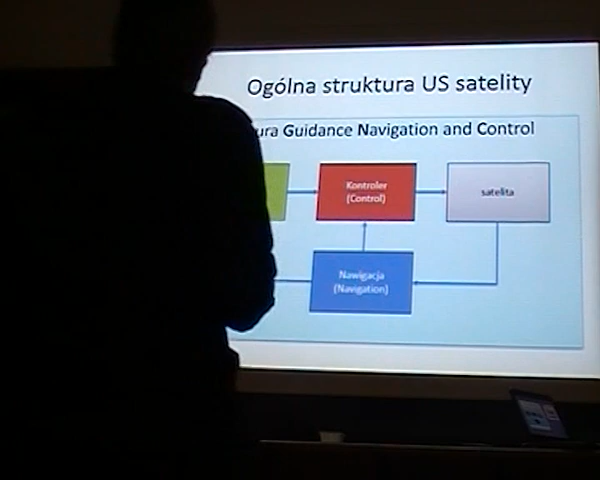 Ogólna struktura US satelity
ura Guidance Navigation and Control
Kontroler
(Control)
satelita
Nawigacja
(Navigation)